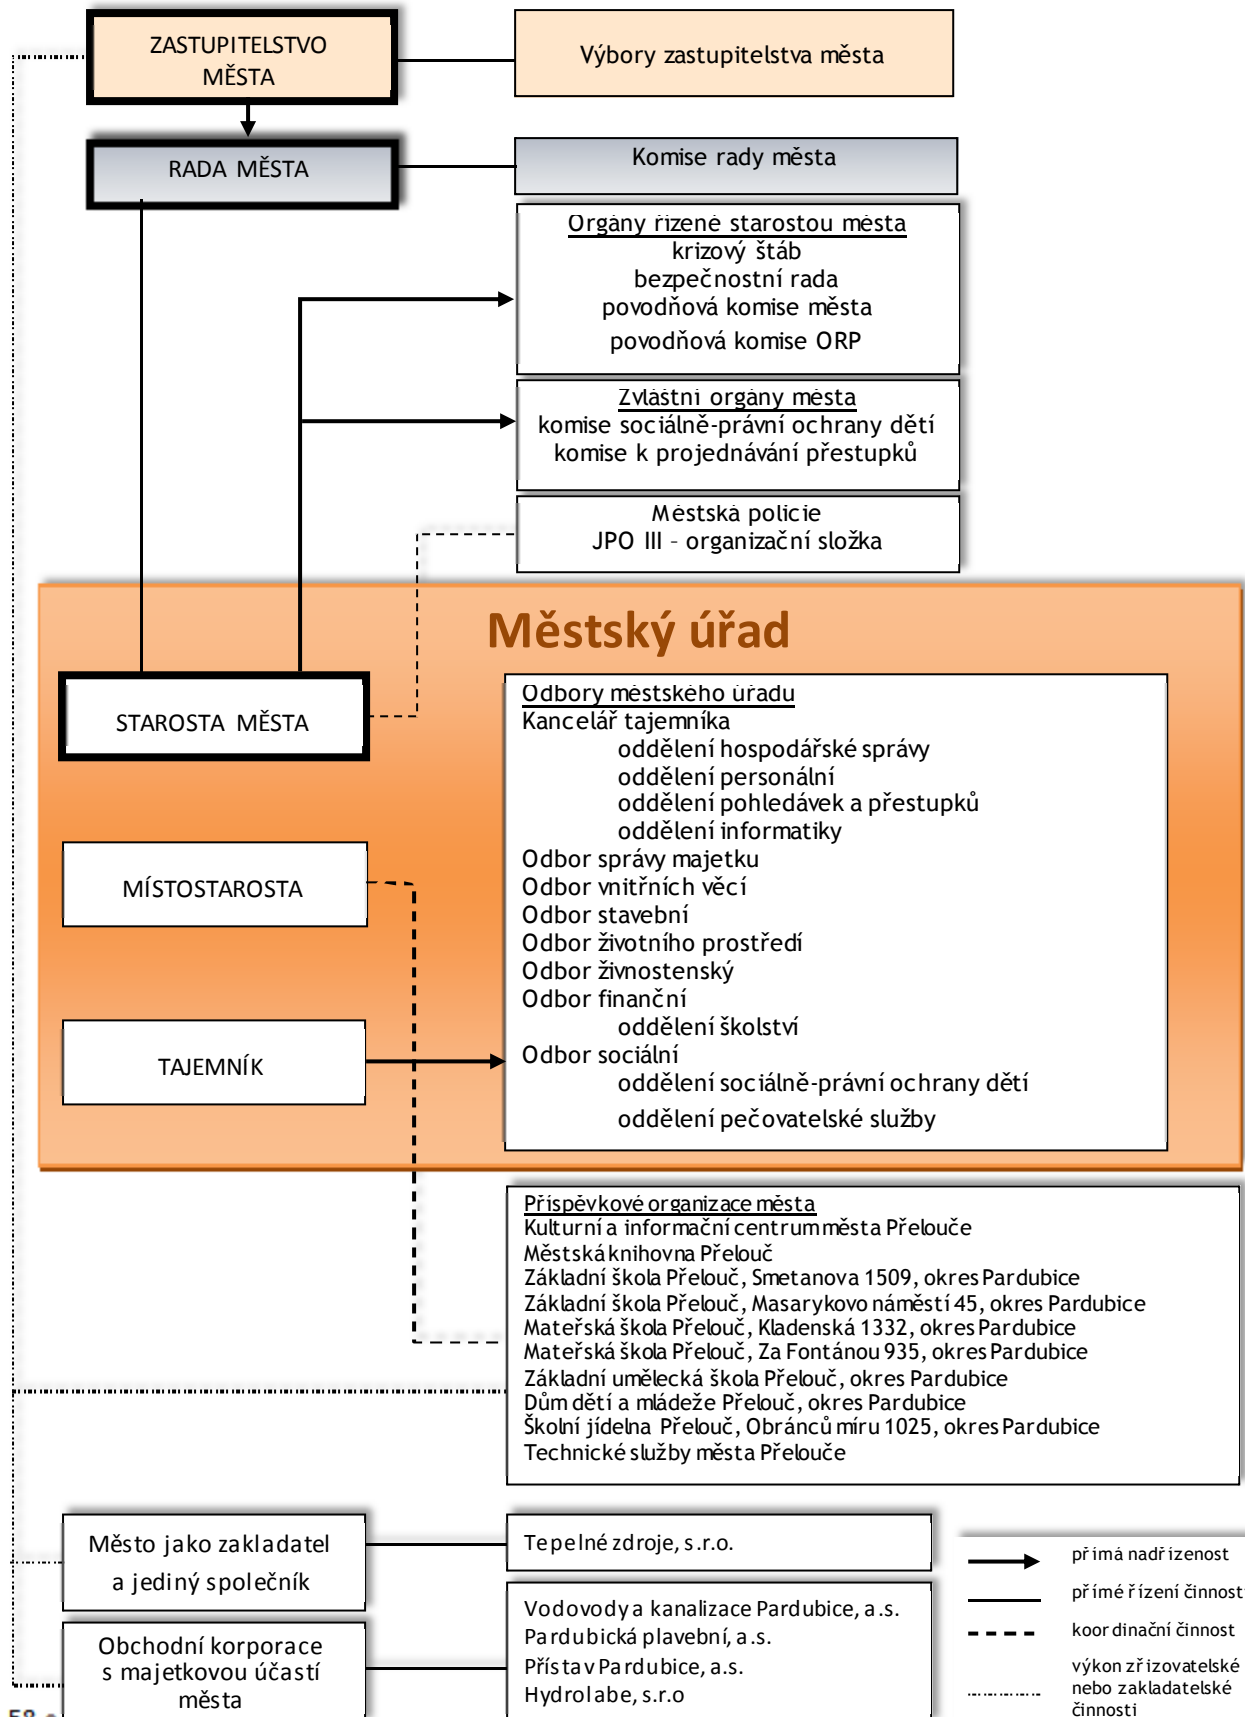 ZASTUPITELSTVO
MĚSTA
Výbory zastupitelstva města
RADA MĚSTA
Komise rady města
Orgány řízené starostou města
krizový štáb
bezpečnostní rada
povodňová komise města
povodňová komise ORP
Zvláštní orgány města
komise sociálně-právní ochrany dětí
komise k projednávání přestupků
Městská policie
JPO III - organizační složka
Městský úřad
STAROSTA MĚSTA
MÍSTOSTAROSTA
TAJEMNÍK
Odbory městského úřadu
Kancelář tajemníka
oddělení hospodářské správy
oddělení personální
oddělení pohledávek a přestupků
oddělení informatiky
Odbor správy majetku
Odbor vnitřních věcí
Odbor stavební
Odbor životního prostředí
Odbor živnostenský
Odbor finanční
oddělení školství
Odbor sociální
oddělení sociálně-právní ochrany dětí
oddělení pečovatelské služby
Příspěvkové organizace města
Kulturní a informační centrum města Přelouče
Městská knihovna Přelouč
Základní škola Přelouč, Smetanova 1509, okres Pardubice
Základní škola Přelouč, Masarykovo náměstí 45, okres Pardubice
Mateřská škola Přelouč, Kladenská 1332, okres Pardubice
Mateřská škola Přelouč, Za Fontánou 935, okres Pardubice
Základní umělecká škola Přelouč, okres Pardubice
Dům dětí a mládeže Přelouč, okres Pardubice
Školní jídelna Přelouč, Obránců míru 1025, okres Pardubice
Technické služby města Přelouče
Město jako zakladatel
a jediný společník
Tepelné zdroje, s.r.o.
Obchodní korporace
s majetkovou účastí
města
Vodovody a kanalizace Pardubice, a.s.
Pardubická plavební, a.s.
Přístav Pardubice, a.s.
Hydrolabe, s.r.o
přímá nadřízenost
přímé řízení činnosti
koordinační činnost
výkon zřizovatelské
nebo zakladatelské
činnosti
58